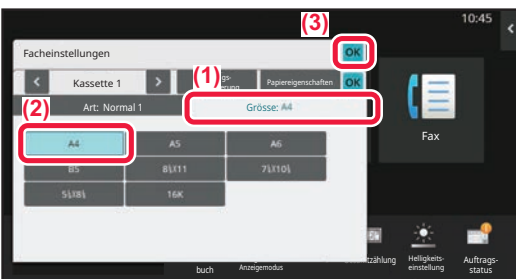 (3)
10:45
Facheinstellungen
OK
Kassette 1
(1)
Papiereigenschaften
OK
Art: Normal 1
Grösse: A4
(2)
A4
A5
A6
B5
8½X11
7¼X10½
5½X8½
16K
Fax
buch
Anzeigemodus
zählung
Helligkeits-
einstellung
Auftrags-
status